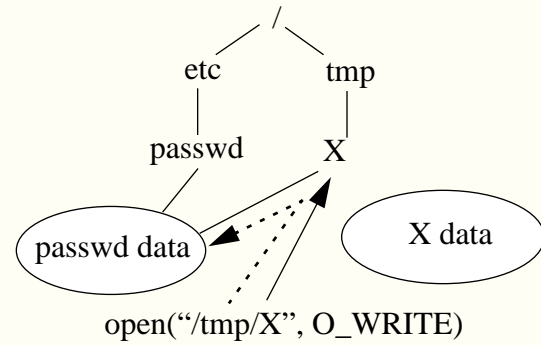 /
etc tmp
passwd X
passwd data X data
open(“/tmp/X”, O_WRITE)